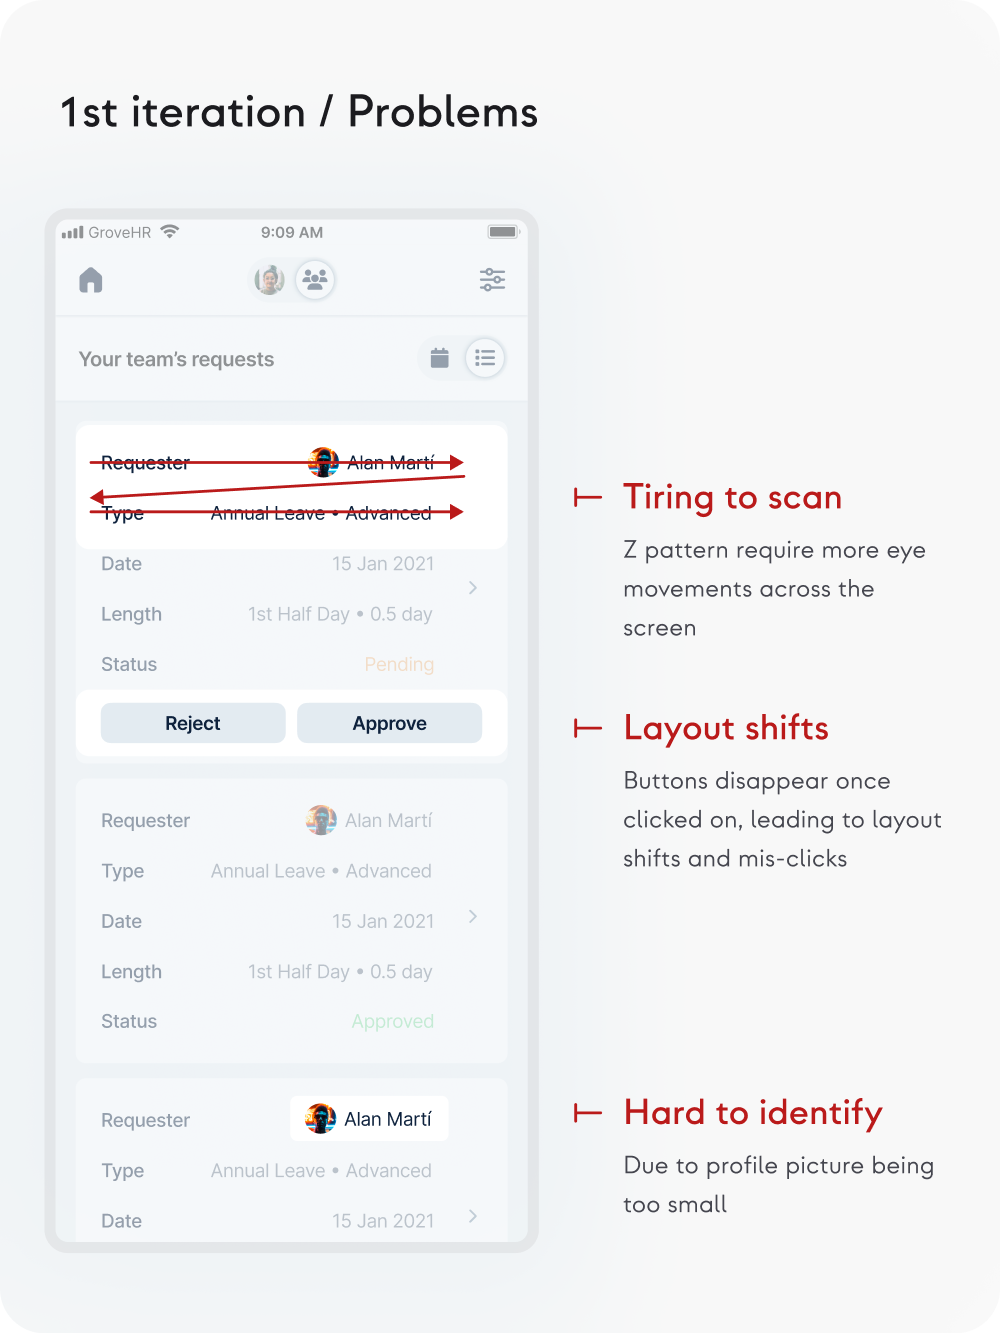 1st iteration / Problems
GroveHR
9:09 AM
Your team's requests
Requester Alan Martí
Type Annual Leave • Advanced
Date 15 Jan 2021
Length 1st Half Day • 0.5 day
Status Pending
Reject Approve
Requester Alan Martí
Type Annual Leave • Advanced
Date 15 Jan 2021
Length 1st Half Day • 0.5 day
Status Approved
Requester Alan Martí
Type Annual Leave • Advanced
Date 15 Jan 2021
Tiring to scan
Z pattern require more eye
movements across the
screen
Layout shifts
Buttons disappear once
clicked on, leading to layout
shifts and mis-clicks
Hard to identify
Due to profile picture being
too small